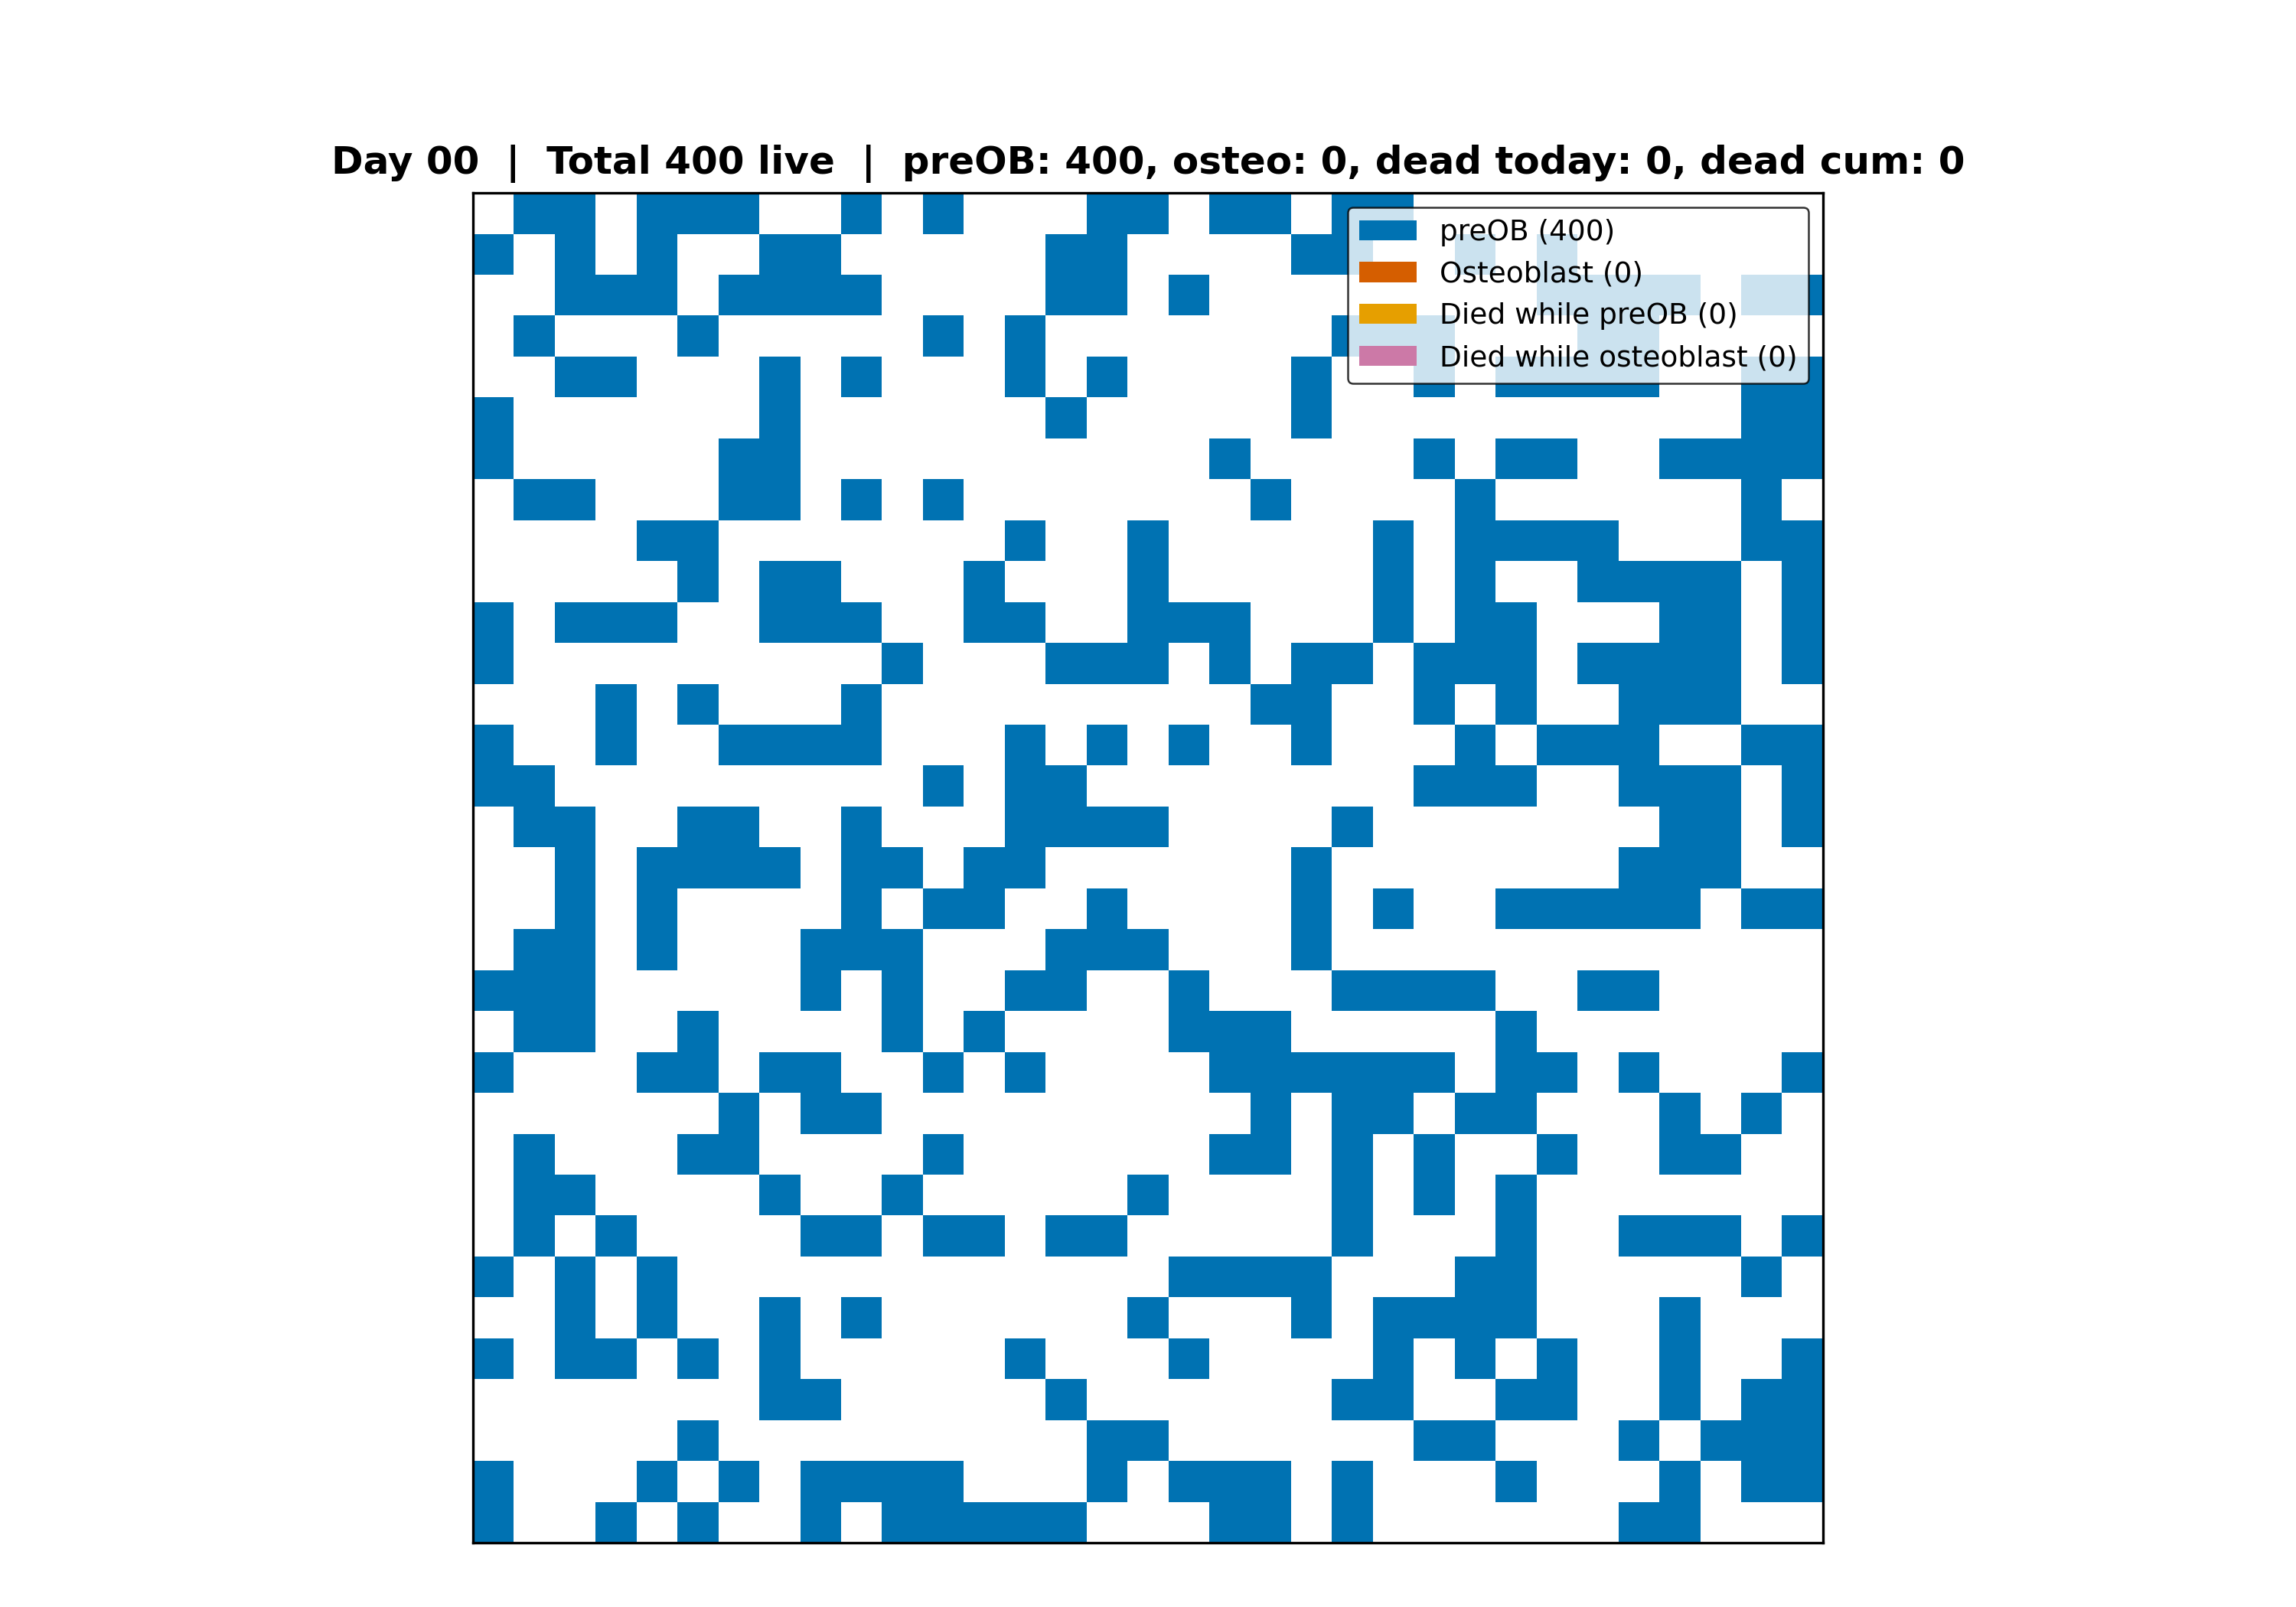 Day 00 | Total 400 live | preOB: 400, osteo: 0, dead today: 0, dead cum: 0
preOB (400)
Osteoblast (0)
Died while preOB (0)
Died while osteoblast (0)